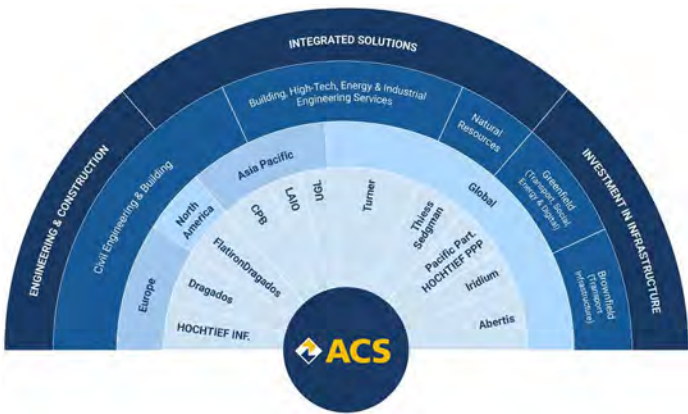 INTEGRATED SOLUTIONS
ENGINEERING & CONSTRUCTION
INVESTMENT IN INFRASTRUCTURE
Civil Engineering & Building
Building, High-Tech, Energy & Industrial
Engineering Services
Natural
Resources
Greenfield
(Transport, Social,
Energy & Digital)
Brownfield
(Transport
Infrastructure)
Europe
North
America
Asia Pacific
Global
HOCHTIEF INF.
Dragados
FlatironDragados
CPB
LAIO
UGL
Turner
Thiess
Sedgman
Pacific Part.
HOCHTIEF PPP
Iridium
Abertis
ACS